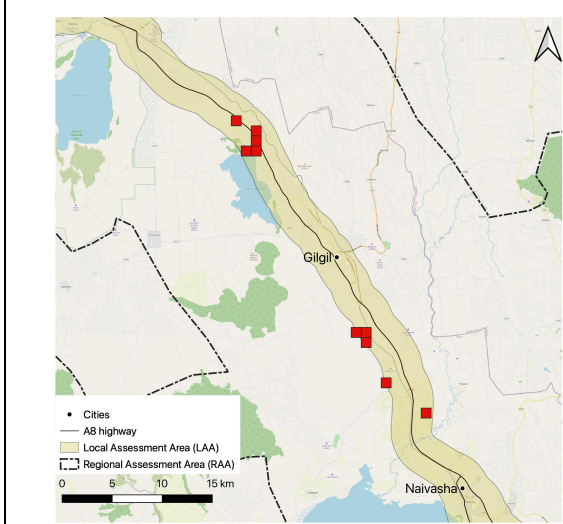 Gilgil
Cities
A8 highway
Local Assessment Area (LAA)
Regional Assessment Area (RAA)
0 5 10 15 km
Naivasha